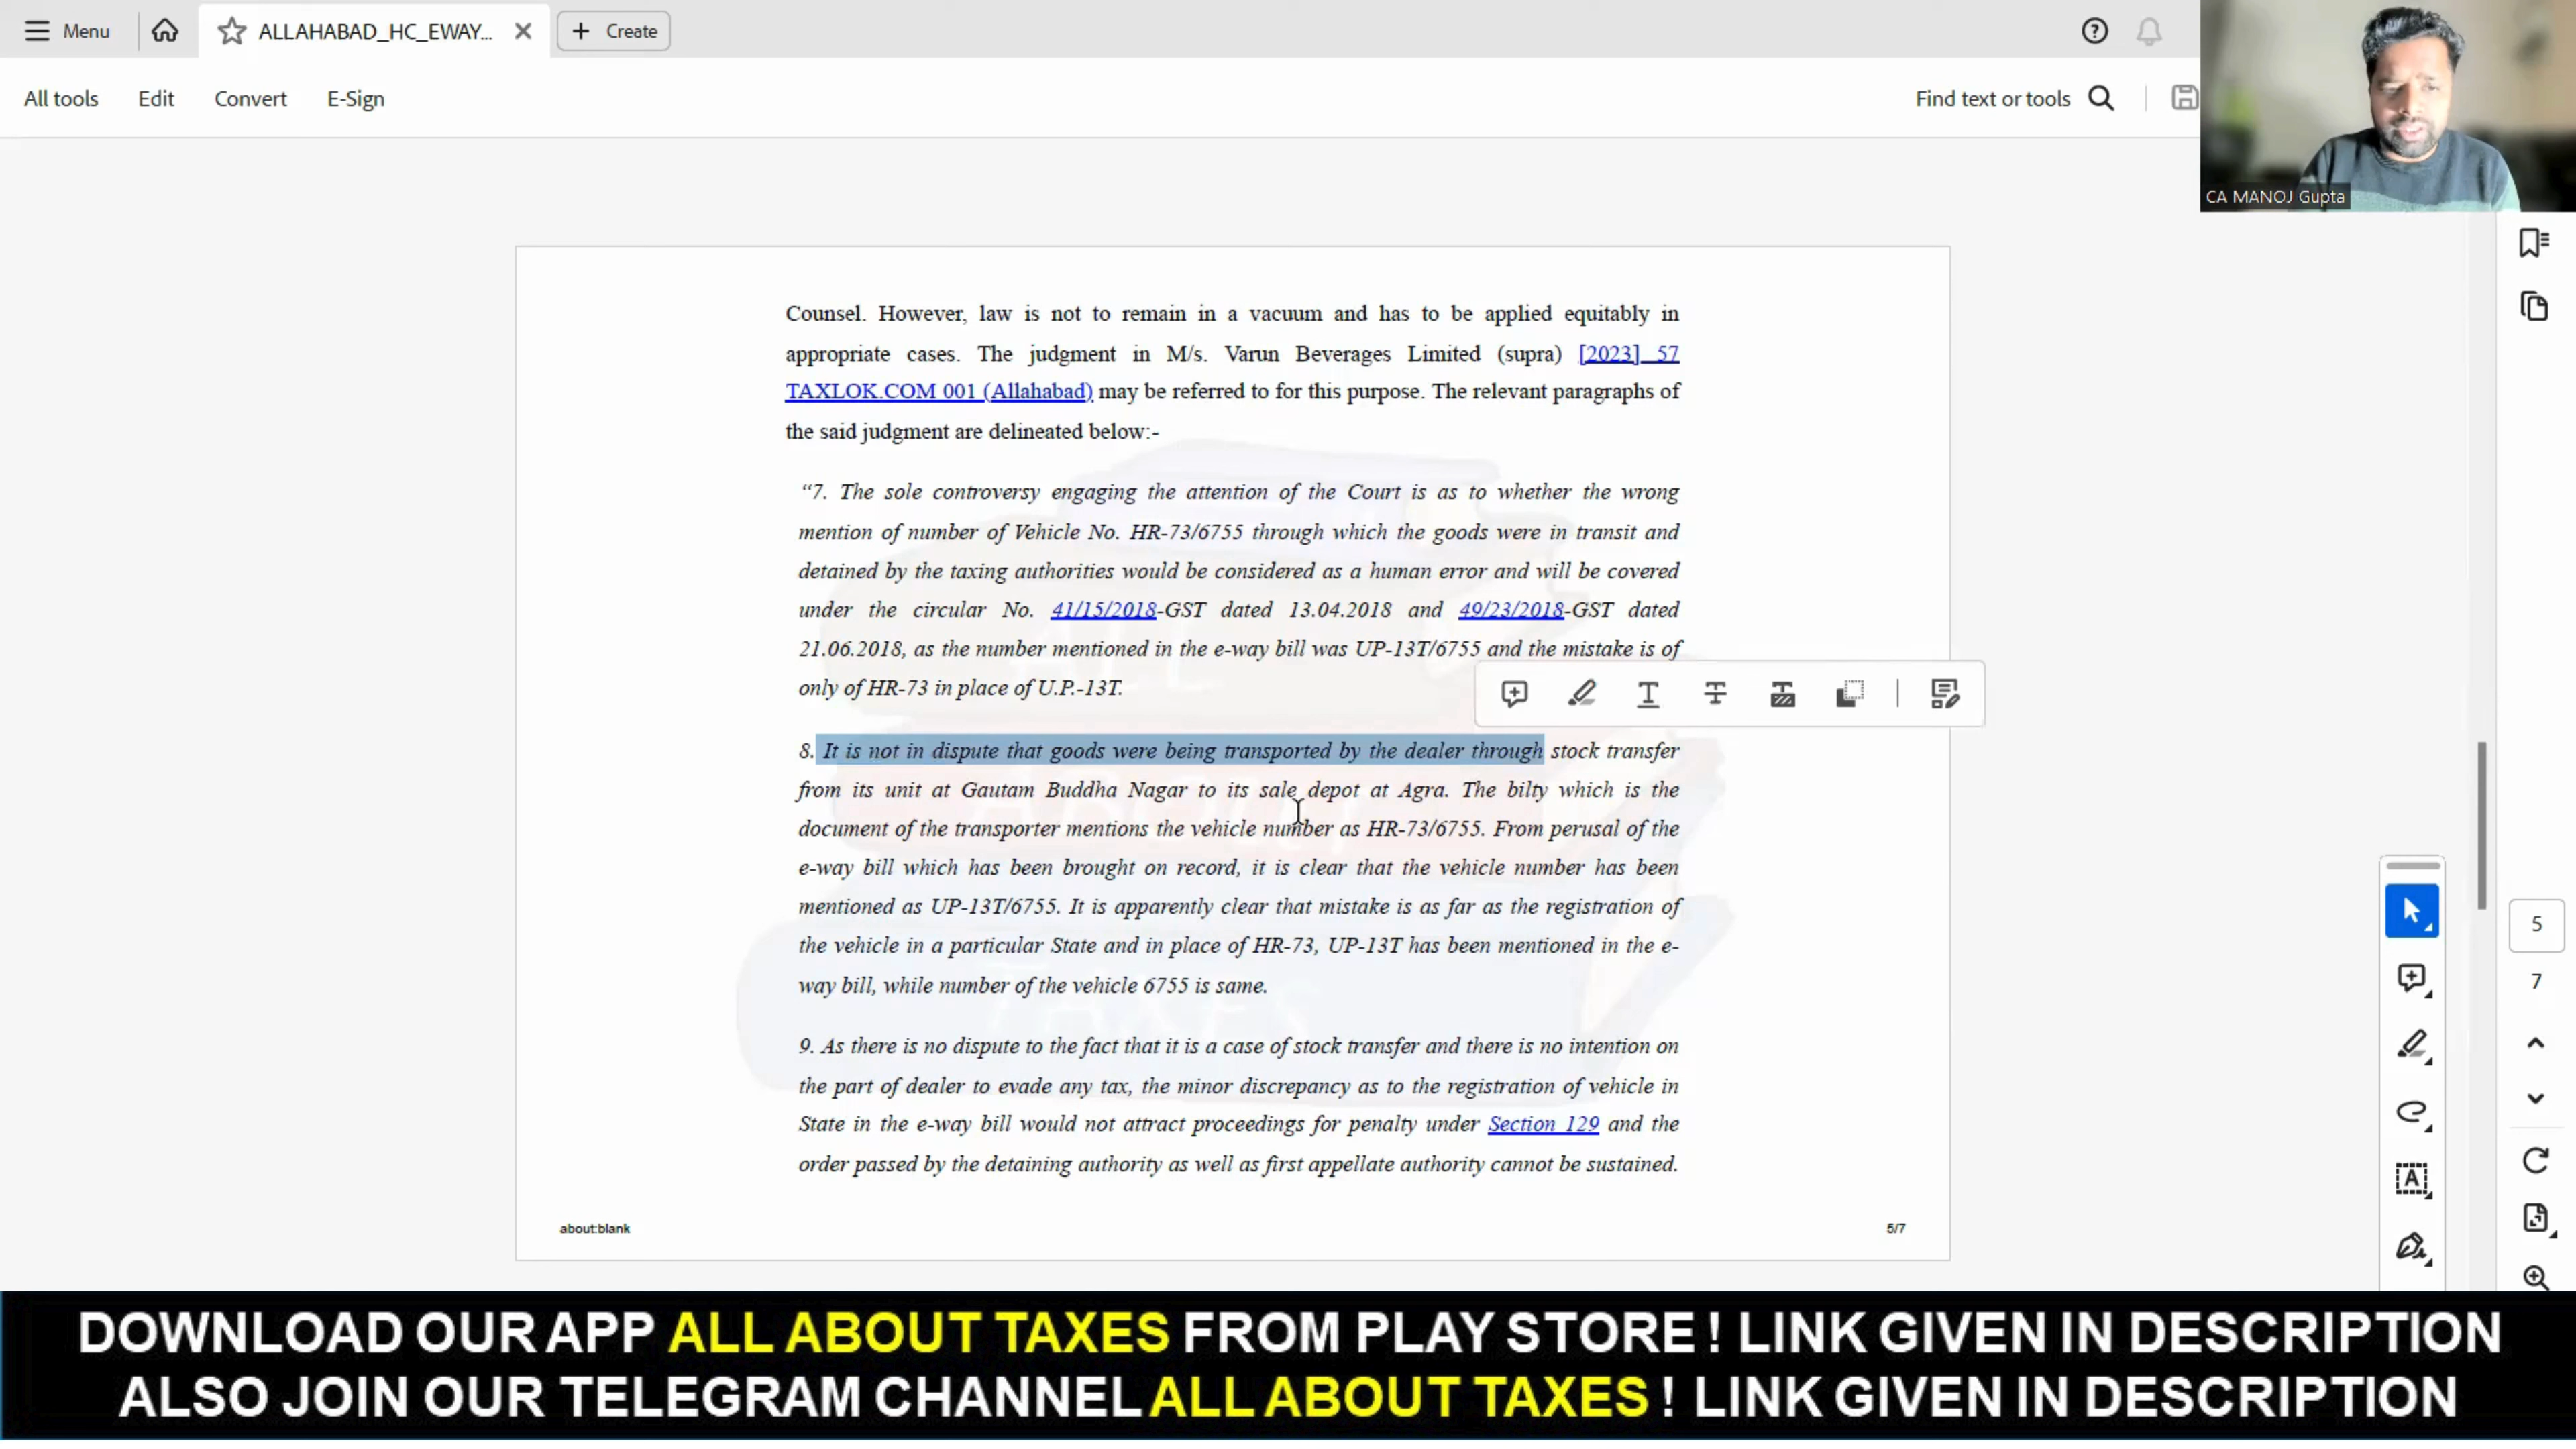 Menu
ALLAHABAD_HC_EWAY...
Create
All tools
Edit
Convert
E-Sign
Find text or tools
CA MANOJ Gupta
Counsel. However, law is not to remain in a vacuum and has to be applied equitably in
appropriate cases. The judgment in M/s. Varun Beverages Limited (supra) [2023] 57
TAXLOK.COM 001 (Allahabad) may be referred to for this purpose. The relevant paragraphs of
the said judgment are delineated below:-
“7. The sole controversy engaging the attention of the Court is as to whether the wrong
mention of number of Vehicle No. HR-73/6755 through which the goods were in transit and
detained by the taxing authorities would be considered as a human error and will be covered
under the circular No. 41/15/2018-GST dated 13.04.2018 and 49/23/2018-GST dated
21.06.2018, as the number mentioned in the e-way bill was UP-13T/6755 and the mistake is of
only of HR-73 in place of U.P.-13T.
8. It is not in dispute that goods were being transported by the dealer through stock transfer
from its unit at Gautam Buddha Nagar to its sale depot at Agra. The bilty which is the
document of the transporter mentions the vehicle number as HR-73/6755. From perusal of the
e-way bill which has been brought on record, it is clear that the vehicle number has been
mentioned as UP-13T/6755. It is apparently clear that mistake is as far as the registration of
the vehicle in a particular State and in place of HR-73, UP-13T has been mentioned in the e-
way bill, while number of the vehicle 6755 is same.
9. As there is no dispute to the fact that it is a case of stock transfer and there is no intention on
the part of dealer to evade any tax, the minor discrepancy as to the registration of vehicle in
State in the e-way bill would not attract proceedings for penalty under Section 129 and the
order passed by the detaining authority as well as first appellate authority cannot be sustained.
about:blank
5/7
5
7
ALL
ABOUT
TAXES
DOWNLOAD OUR APP ALL ABOUT TAXES FROM PLAY STORE ! LINK GIVEN IN DESCRIPTION
ALSO JOIN OUR TELEGRAM CHANNEL ALL ABOUT TAXES ! LINK GIVEN IN DESCRIPTION